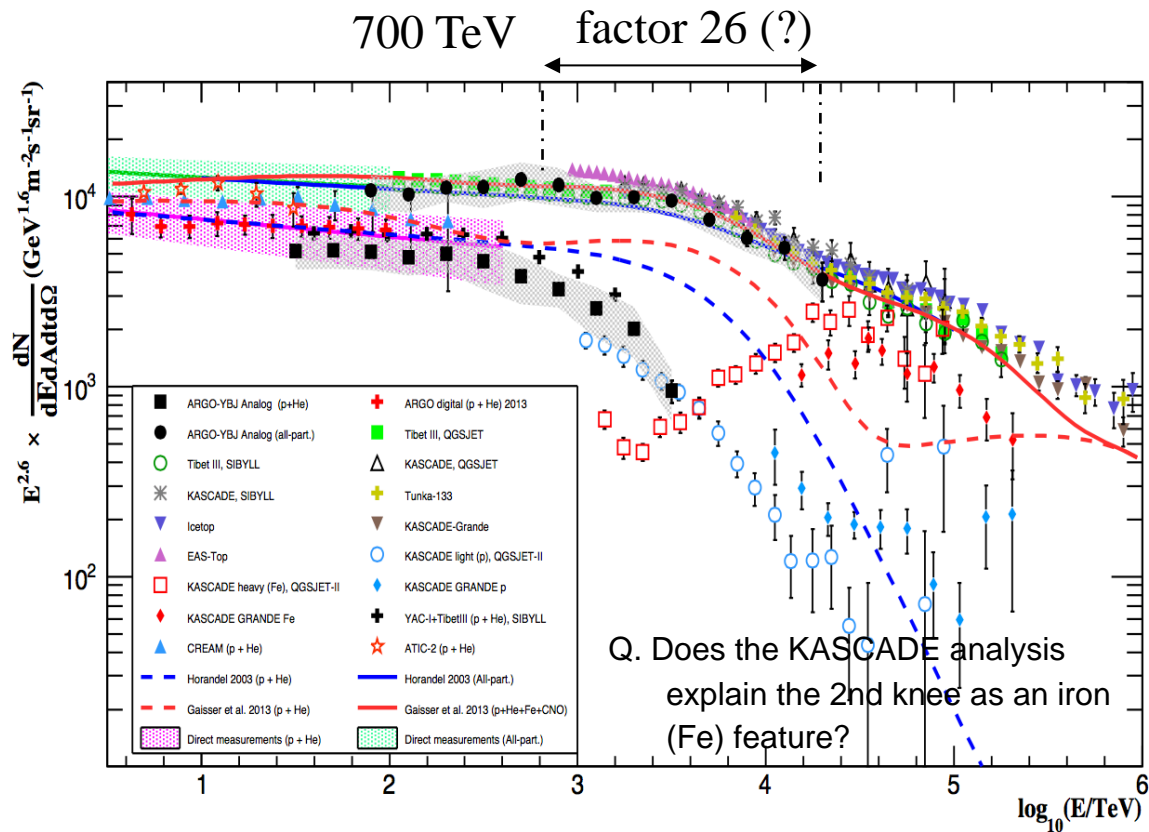 700 TeV factor 26 (?)
E^2.6 × dN/dEdAdtdΩ (GeV^1.6 m^-2 s^-1 sr^-1)
10^4
10^3
10^2
ARGO-YBJ Analog (p+He)
ARGO digital (p + He) 2013
ARGO-YBJ Analog (all-part.)
Tibet III, QGSJET
Tibet III, SIBYLL
KASCADE, QGSJET
KASCADE, SIBYLL
Tunka-133
Icetop
KASCADE-Grande
EAS-Top
KASCADE light (p), QGSJET-II
KASCADE heavy (Fe), QGSJET-II
KASCADE GRANDE p
KASCADE GRANDE Fe
YAC-I+TibetIII (p + He), SIBYLL
CREAM (p + He)
ATIC-2 (p + He)
Horandel 2003 (p + He)
Horandel 2003 (All-part.)
Gaisser et al. 2013 (p + He)
Gaisser et al. 2013 (p+He+Fe+CNO)
Direct measurements (p + He)
Direct measurements (All-part.)
Q. Does the KASCADE analysis
explain the 2nd knee as an iron
(Fe) feature?
1 2 3 4 5 6
log10(E/TeV)